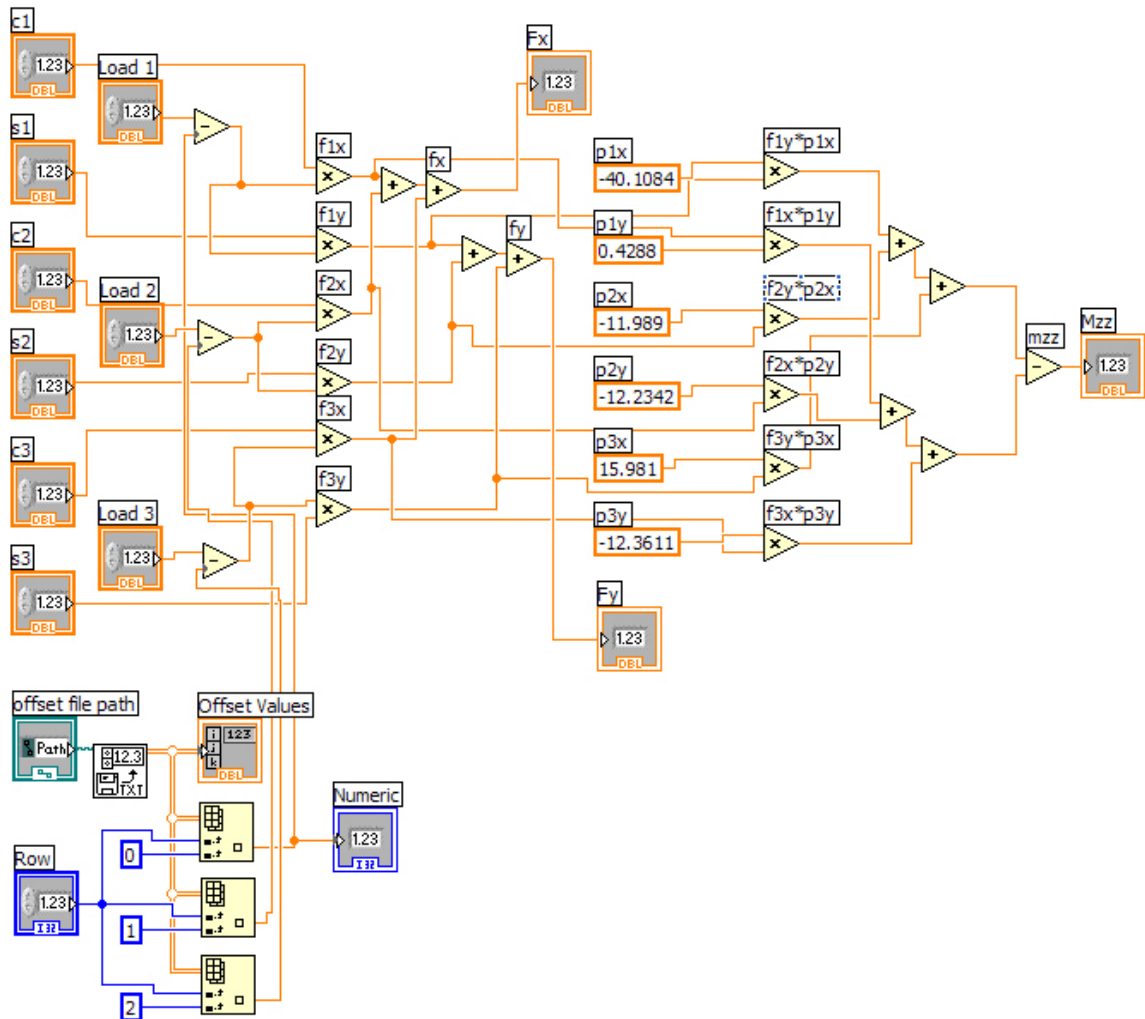 c1
1.23
DBL
Load 1
1.23
DBL
s1
1.23
DBL
c2
1.23
DBL
Load 2
1.23
DBL
s2
1.23
DBL
c3
1.23
DBL
Load 3
1.23
DBL
s3
1.23
DBL
-
-
-
f1x
×
f1y
×
f2x
×
f2y
×
f3x
×
f3y
×
+
fx
+
+
fy
+
Fx
1.23
DBL
p1x
-40.1084
p1y
0.4288
p2x
-11.989
p2y
-12.2342
p3x
15.981
p3y
-12.3611
f1y*p1x
×
f1x*p1y
×
f2y*p2x
×
f2x*p2y
×
f3y*p3x
×
f3x*p3y
×
+
+
+
+
mzz
-
Mzz
1.23
DBL
Fy
1.23
DBL
offset file path
Path
12.3
TXT
Offset Values
i
j
k
123
DBL
Numeric
1.23
I32
Row
1.23
I32
0
1
2